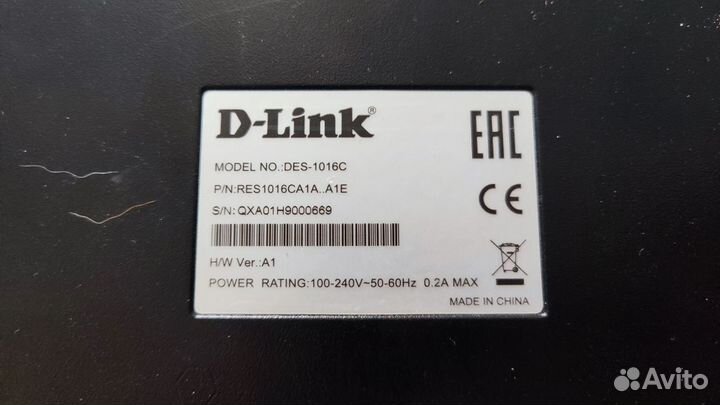 D-Link®
EAC
MODEL NO.:DES-1016C
P/N:RES1016CA1A..A1E
S/N:QXA01H9000669
CE
H/W Ver.:A1
POWER RATING:100-240V~50-60Hz 0.2A MAX
MADE IN CHINA
Avito